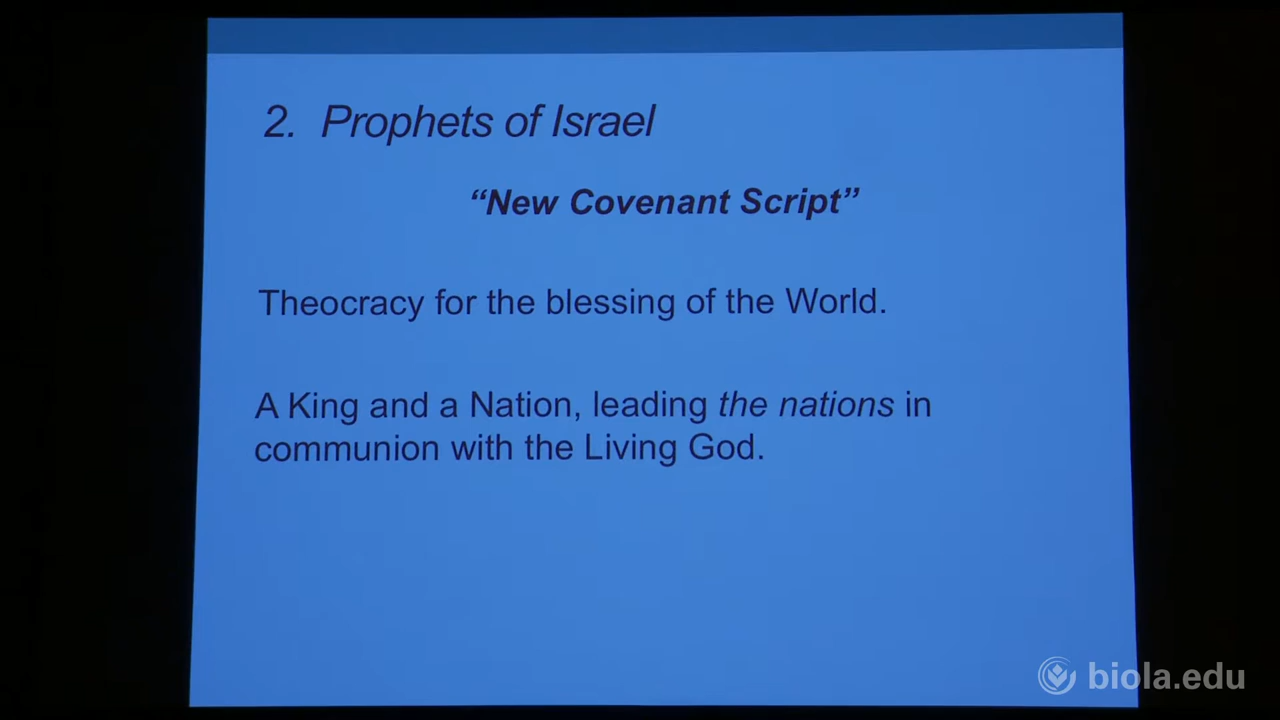 2. Prophets of Israel
“New Covenant Script”
Theocracy for the blessing of the World.
A King and a Nation, leading the nations in
communion with the Living God.
biola.edu